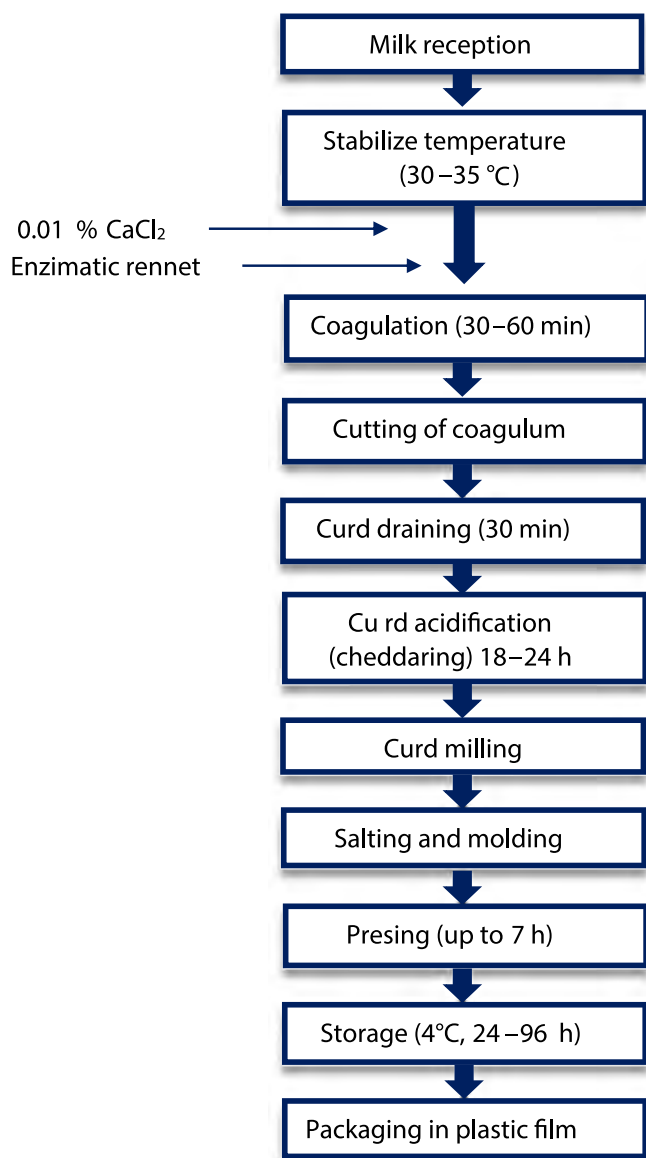 Milk reception
Stabilize temperature
(30–35 °C)
0.01 % CaCl₂
Enzimatic rennet
Coagulation (30–60 min)
Cutting of coagulum
Curd draining (30 min)
Cu rd acidification
(cheddaring) 18–24 h
Curd milling
Salting and molding
Presing (up to 7 h)
Storage (4°C, 24–96 h)
Packaging in plastic film